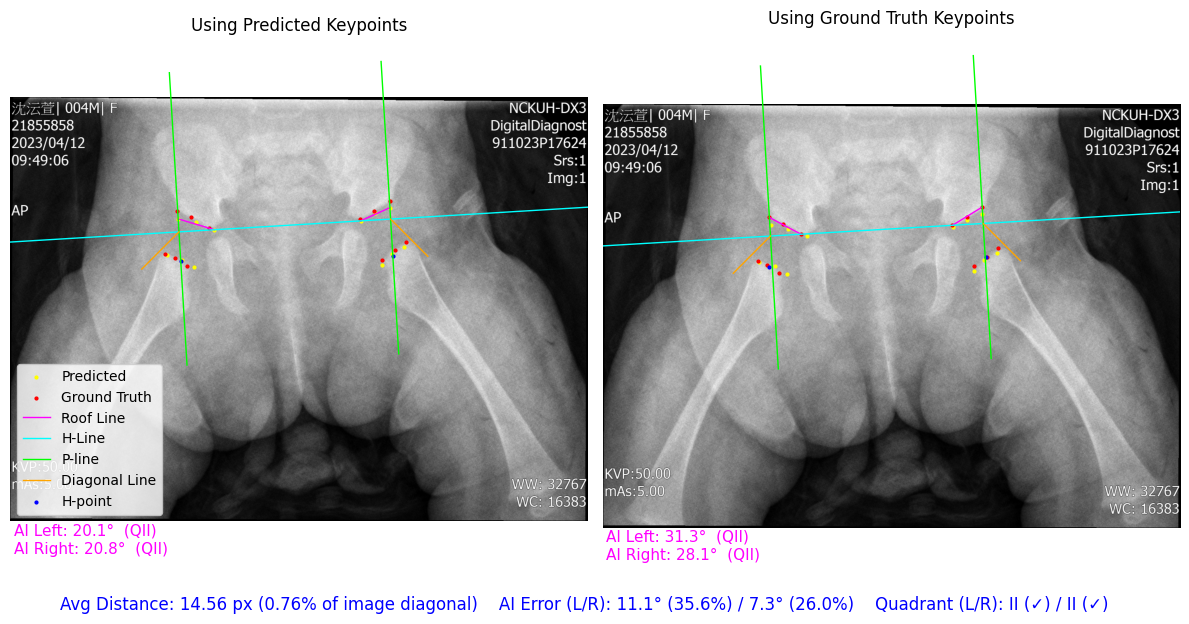 Using Predicted Keypoints
沈沄萱| 004M| F
21855858
2023/04/12
09:49:06
AP
NCKUH-DX3
DigitalDiagnost
911023P17624
Srs:1
Img:1
Predicted
Ground Truth
Roof Line
H-Line
P-line
Diagonal Line
H-point
KVP:50.00
mAs:5.00
WW: 32767
WC: 16383
AI Left: 20.1° (QII)
AI Right: 20.8° (QII)
Using Ground Truth Keypoints
沈沄萱| 004M| F
21855858
2023/04/12
09:49:06
AP
NCKUH-DX3
DigitalDiagnost
911023P17624
Srs:1
Img:1
KVP:50.00
mAs:5.00
WW: 32767
WC: 16383
AI Left: 31.3° (QII)
AI Right: 28.1° (QII)
Avg Distance: 14.56 px (0.76% of image diagonal) AI Error (L/R): 11.1° (35.6%) / 7.3° (26.0%) Quadrant (L/R): II (✓) / II (✓)